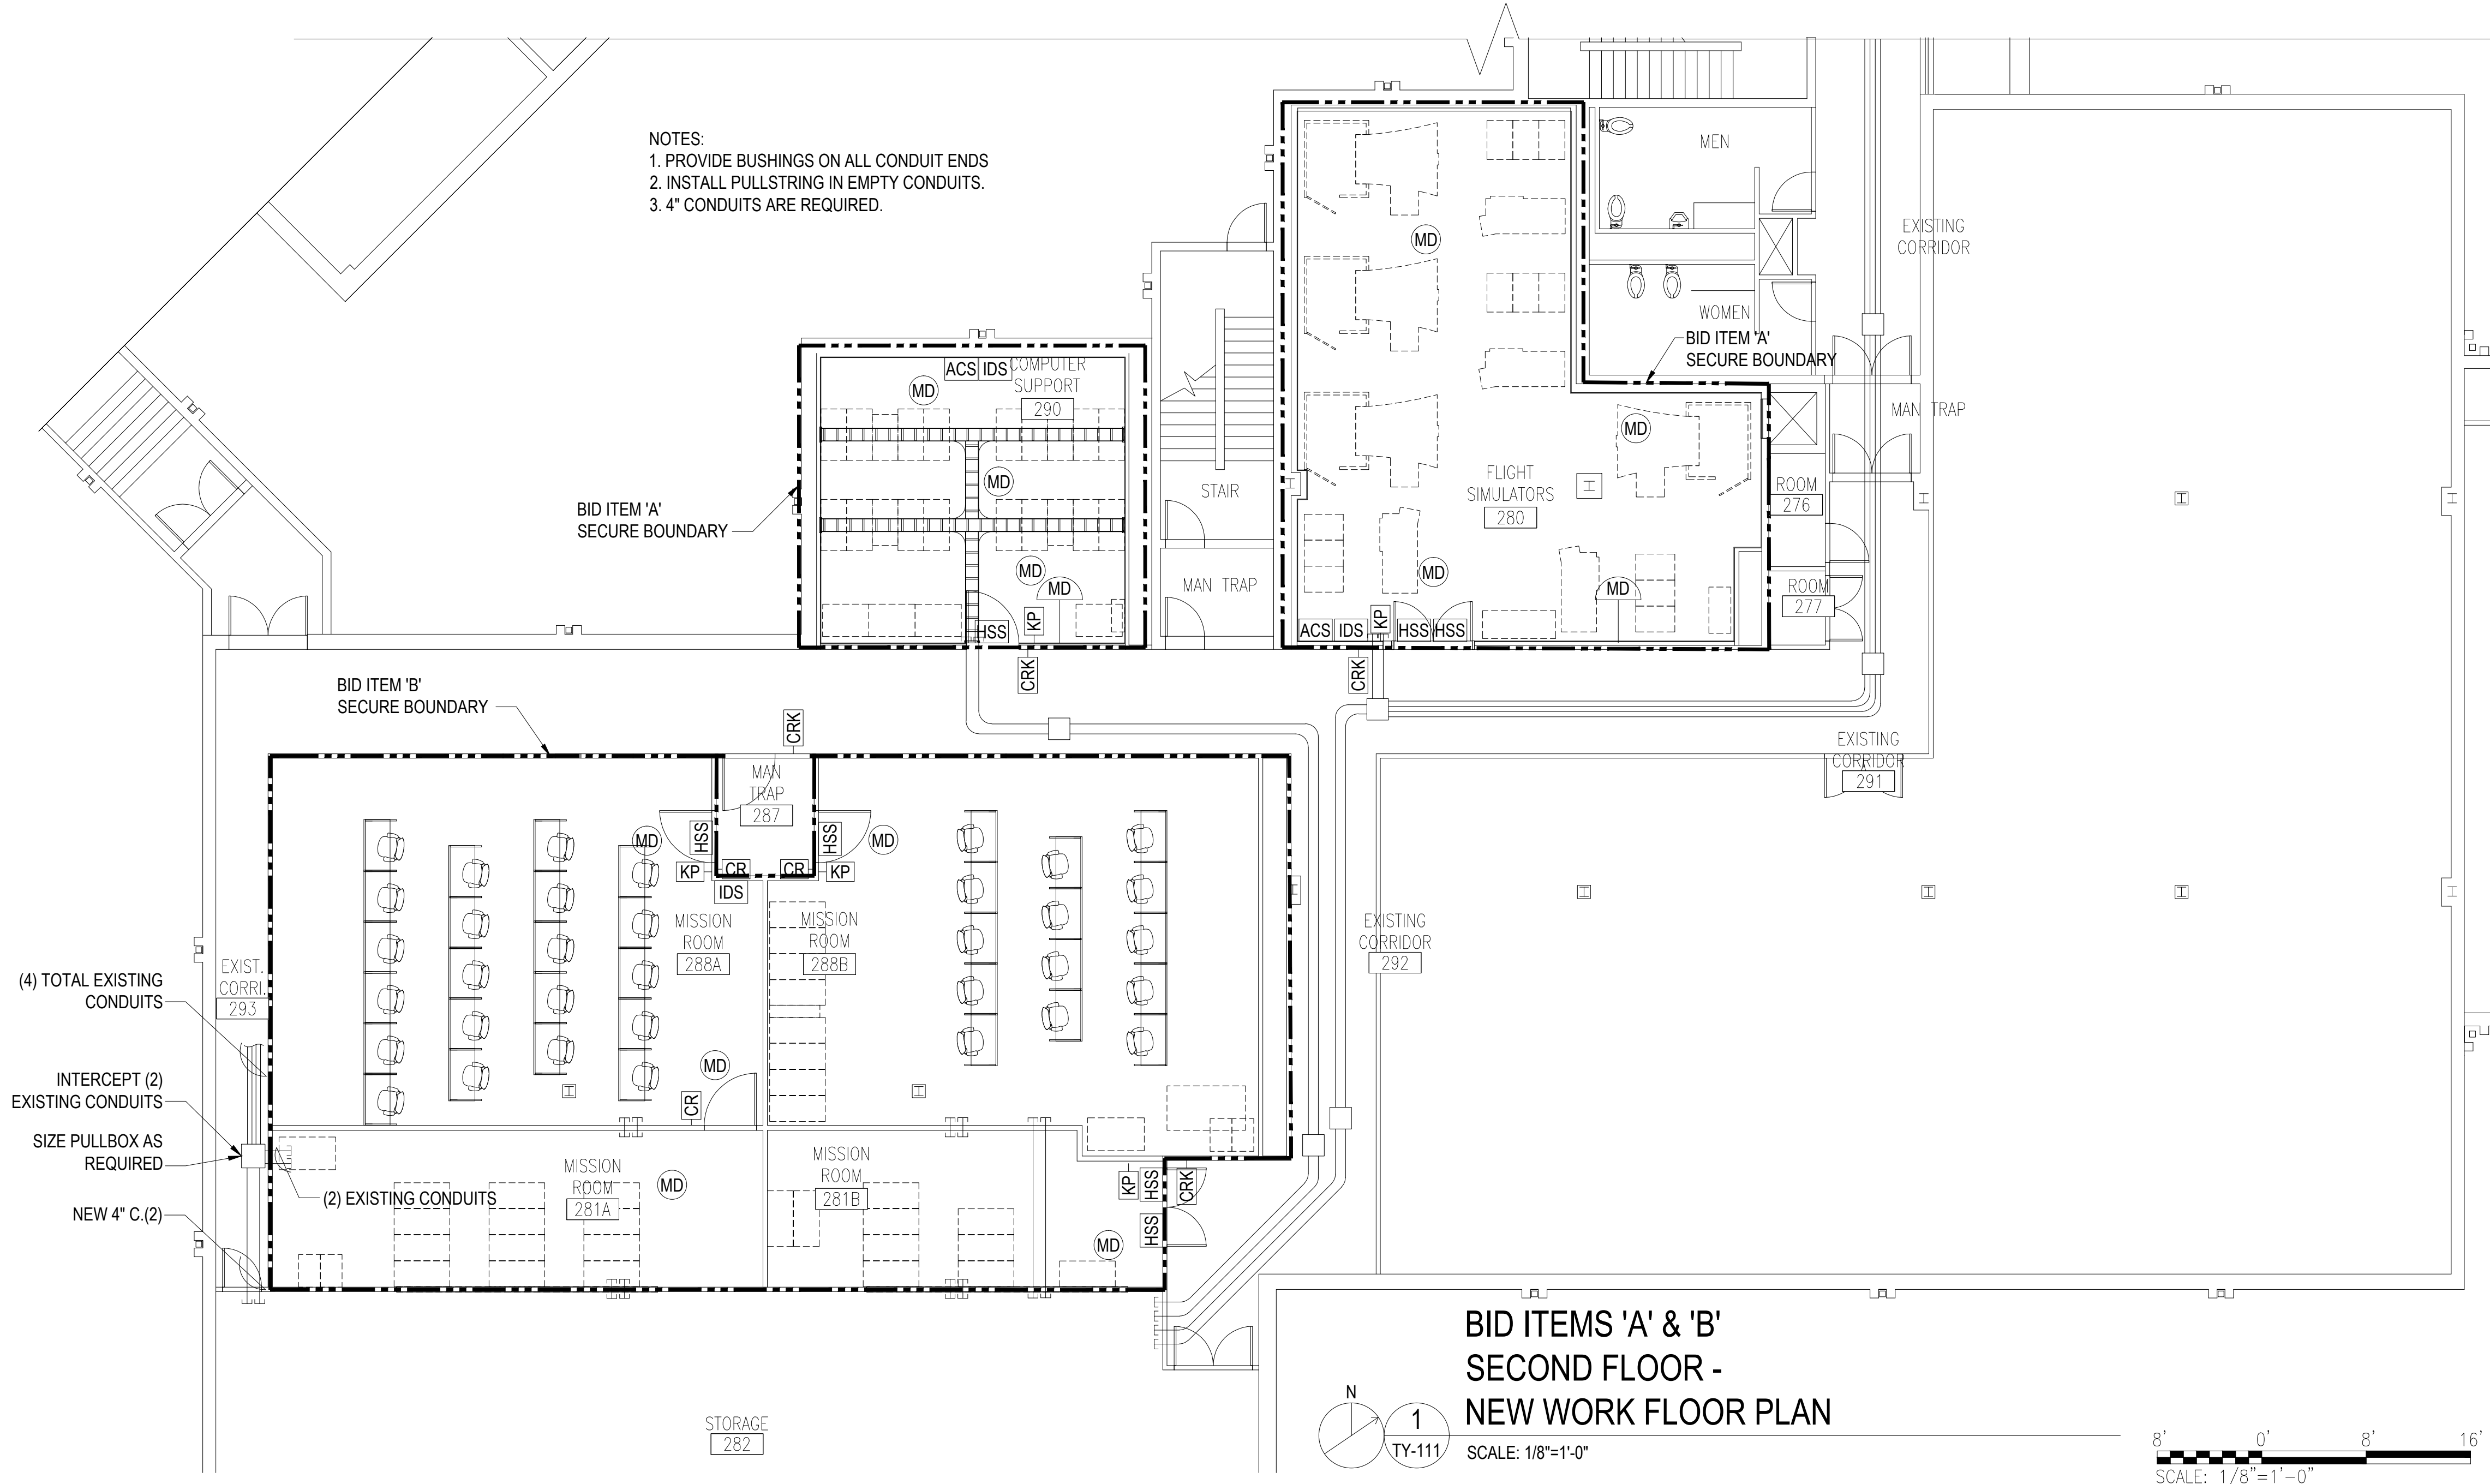 NOTES:
1. PROVIDE BUSHINGS ON ALL CONDUIT ENDS
2. INSTALL PULLSTRING IN EMPTY CONDUITS.
3. 4" CONDUITS ARE REQUIRED.
MEN
EXISTING
CORRIDOR
MD
WOMEN
BID ITEM 'A'
SECURE BOUNDARY
ACS
IDS
COMPUTER
SUPPORT
290
MD
MAN TRAP
MD
MD
STAIR
FLIGHT
SIMULATORS
280
ROOM
276
BID ITEM 'A'
SECURE BOUNDARY
MD
MD
MAN TRAP
MD
MD
ROOM
277
HSS
KP
ACS
IDS
KP
HSS
HSS
CRK
CRK
BID ITEM 'B'
SECURE BOUNDARY
CRK
EXISTING
CORRIDOR
291
MAN
TRAP
287
MD
HSS
HSS
MD
KP
CR
CR
KP
IDS
MISSION
ROOM
288A
MISSION
ROOM
288B
EXISTING
CORRIDOR
292
EXIST.
CORRI.
293
(4) TOTAL EXISTING
CONDUITS
INTERCEPT (2)
EXISTING CONDUITS
MD
CR
SIZE PULLBOX AS
REQUIRED
MISSION
ROOM
281A
MD
MISSION
ROOM
281B
KP
HSS
CRK
(2) EXISTING CONDUITS
NEW 4" C.(2)
HSS
MD
BID ITEMS 'A' & 'B'
SECOND FLOOR -
NEW WORK FLOOR PLAN
N
1
TY-111
SCALE: 1/8"=1'-0"
STORAGE
282
8' 0' 8' 16'
SCALE: 1/8"=1'-0"